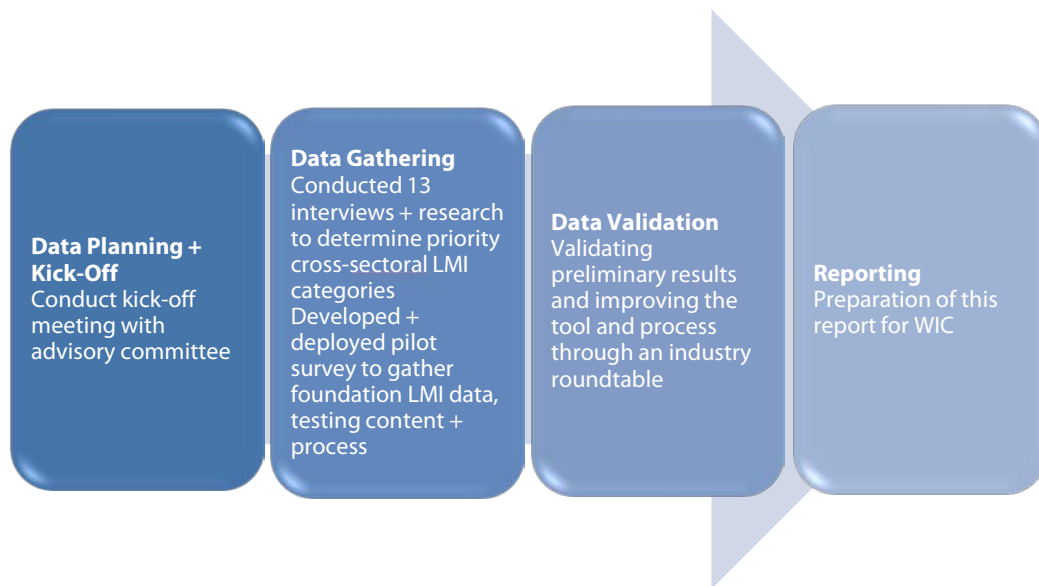 Data Planning +
Kick-Off
Conduct kick-off
meeting with
advisory committee
Data Gathering
Conducted 13
interviews + research
to determine priority
cross-sectoral LMI
categories
Developed +
deployed pilot
survey to gather
foundation LMI data,
testing content +
process
Data Validation
Validating
preliminary results
and improving the
tool and process
through an industry
roundtable
Reporting
Preparation of this
report for WIC